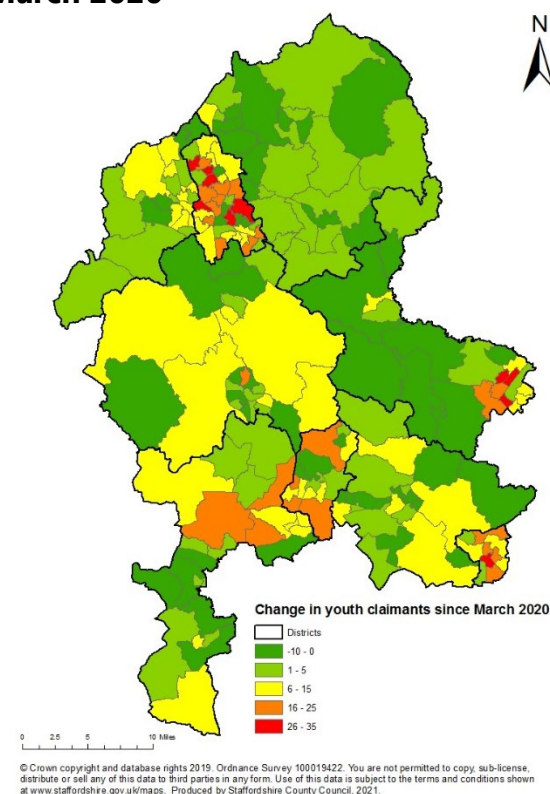 March 2020
N
Change in youth claimants since March 2020
Districts
-10 - 0
1 - 5
6 - 15
16 - 25
26 - 35
0 2.5 5 10 Miles
© Crown copyright and database rights 2019. Ordnance Survey 100019422. You are not permitted to copy, sub-license,
distribute or sell any of this data to third parties in any form. Use of this data is subject to the terms and conditions shown
at www.staffordshire.gov.uk/maps. Produced by Staffordshire County Council, 2021.